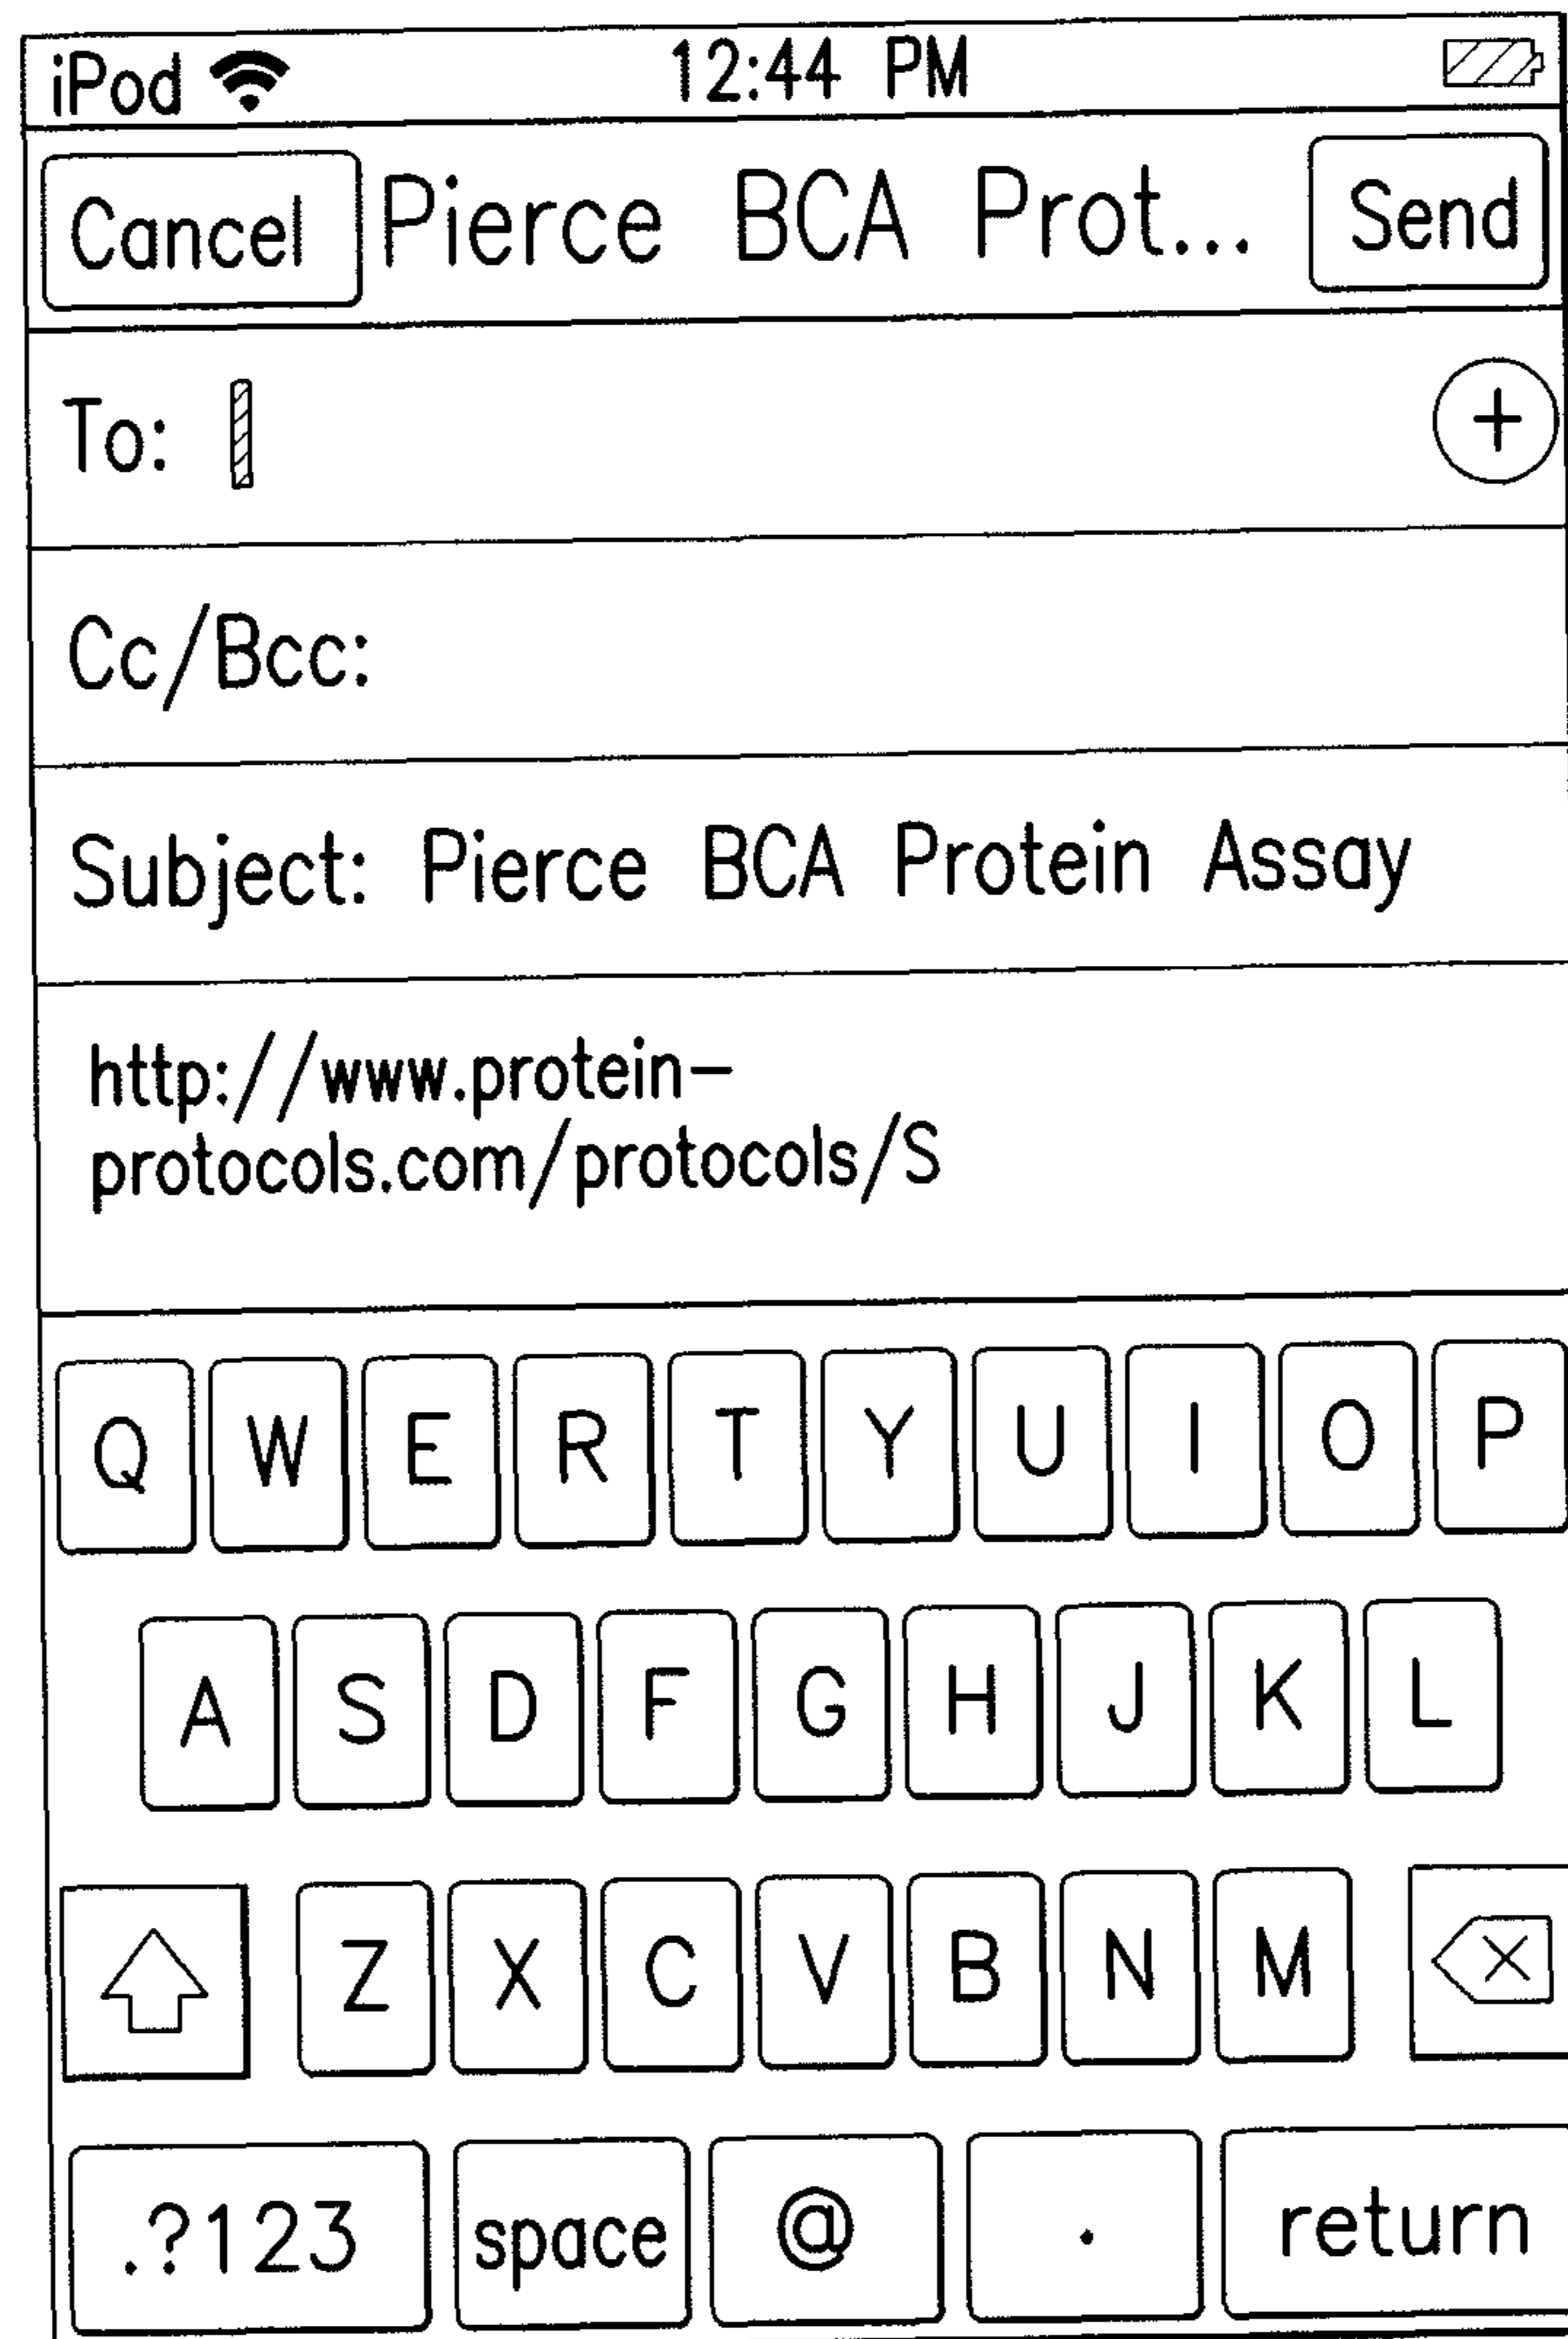 iPod 12:44 PM
Cancel Pierce BCA Prot... Send
To: +
Cc/Bcc:
Subject: Pierce BCA Protein Assay
http://www.protein-
protocols.com/protocols/S
Q W E R T Y U I O P
A S D F G H J K L
Z X C V B N M
.?123 space @ . return